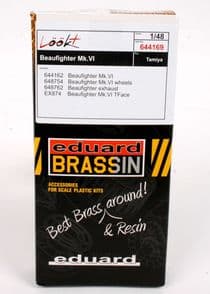 Löökt
1/48
644169
Beaufighter Mk.VI
Tamiya
644162 Beaufighter Mk.VI
648754 Beaufighter Mk.VI wheels
648762 Beaufighter exhaust
EX874 Beaufighter Mk.VI TFace
eduard
BRASSIN
ACCESSORIES
FOR SCALE PLASTIC KITS
Best Brass around!
& Resin
eduard